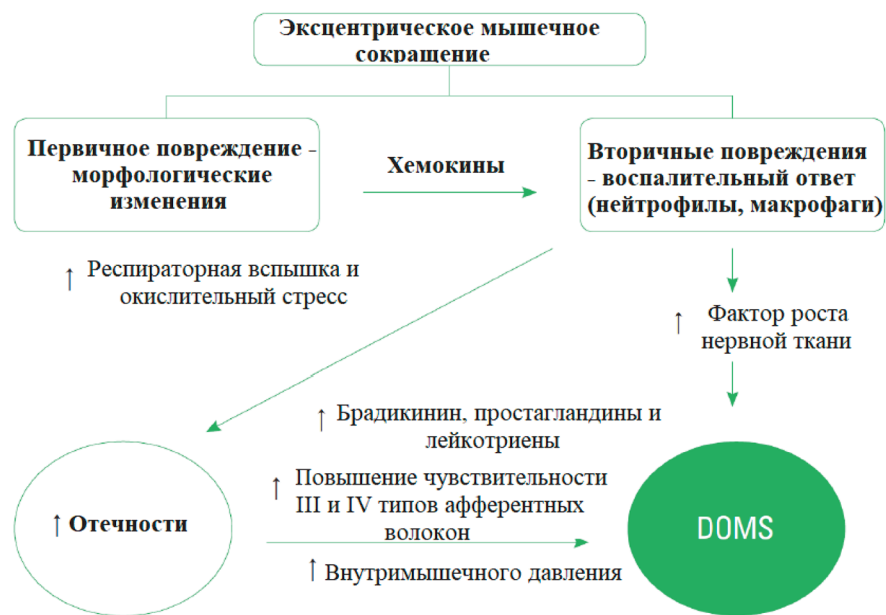 Эксцентрическое мышечное
сокращение
Первичное повреждение -
морфологические
изменения
Хемокины
Вторичные повреждения
- воспалительный ответ
(нейтрофилы, макрофаги)
↑ Респираторная вспышка и
окислительный стресс
↑ Фактор роста
нервной ткани
↑ Брадикинин, простагландины и
лейкотриены
↑ Повышение чувствительности
III и IV типов афферентных
волокон
↑ Внутримышечного давления
↑ Отечности
DOMS